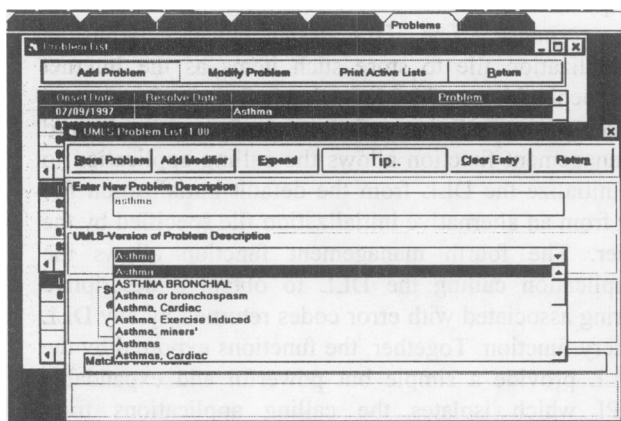 Problems
Problem List
Add Problem Modify Problem Print Active Lists Return
Onset Date Resolve Date Problem
07/09/1997 Asthma
UMLS Problem List 1.00
Store Problem Add Modifier Expand Tip.. Clear Entry Return
Enter New Problem Description
asthma
UMLS-Version of Problem Description
Asthma
Asthma
ASTHMA BRONCHIAL
Asthma or bronchospasm
Asthma, Cardiac
Asthma, Exercise Induced
Asthma, miners'
Asthmas
Asthmas, Cardiac